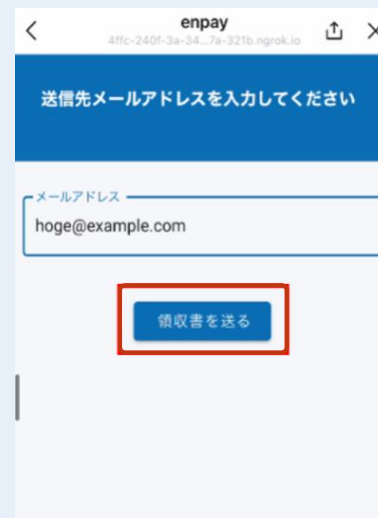 enpay
4ffc-240f-3a-34...7a-321b.ngrok.io
送信先メールアドレスを入力してください
メールアドレス
hoge@example.com
領収書を送る